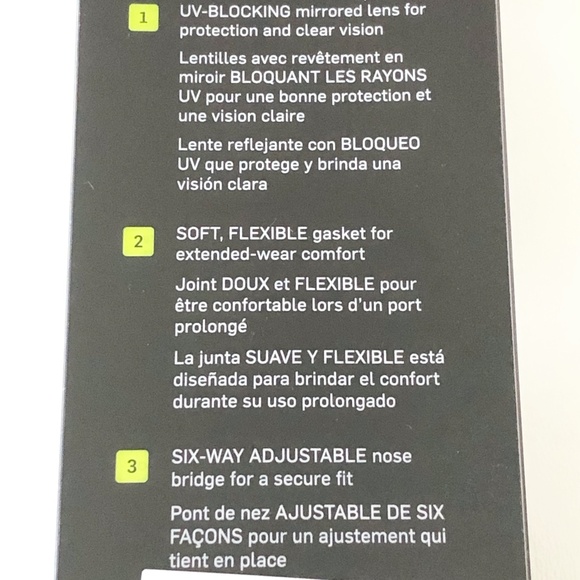 1
UV-BLOCKING mirrored lens for
protection and clear vision
Lentilles avec revêtement en
miroir BLOQUANT LES RAYONS
UV pour une bonne protection et
une vision claire
Lente reflejante con BLOQUEO
UV que protege y brinda una
visión clara
2
SOFT, FLEXIBLE gasket for
extended-wear comfort
Joint DOUX et FLEXIBLE pour
être confortable lors d'un port
prolongé
La junta SUAVE Y FLEXIBLE está
diseñada para brindar el confort
durante su uso prolongado
3
SIX-WAY ADJUSTABLE nose
bridge for a secure fit
Pont de nez AJUSTABLE DE SIX
FAÇONS pour un ajustement qui
tient en place